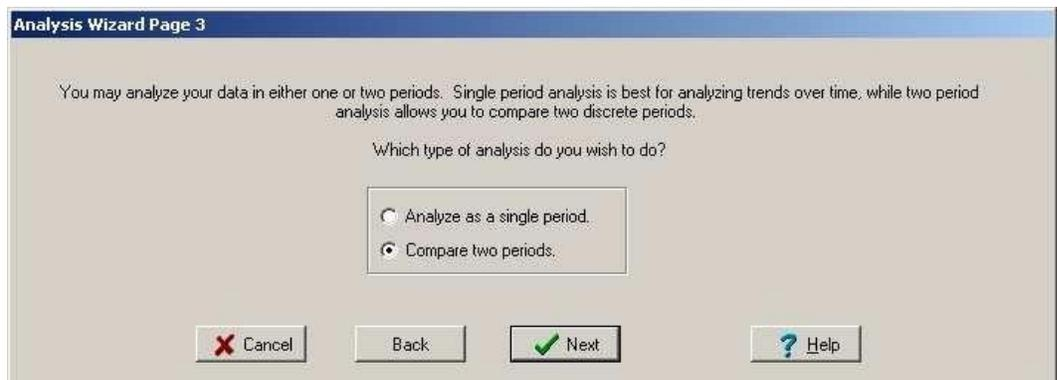 Analysis Wizard Page 3
You may analyze your data in either one or two periods. Single period analysis is best for analyzing trends over time, while two period
analysis allows you to compare two discrete periods.
Which type of analysis do you wish to do?
Analyze as a single period.
Compare two periods.
Cancel
Back
Next
Help